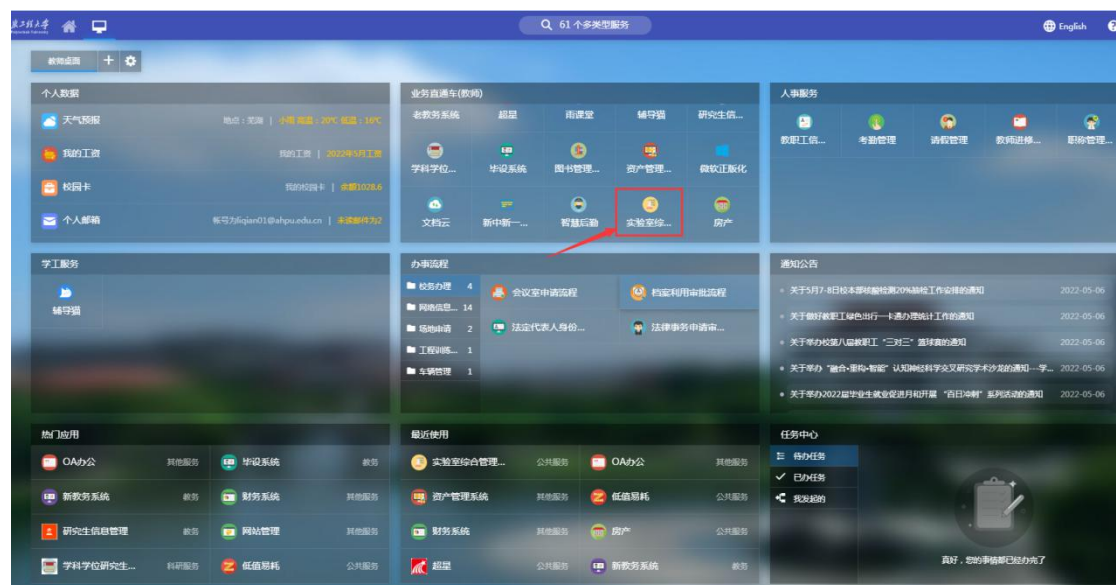 61 个多类型服务
English
教师桌面
个人数据
天气预报
地点：芜湖 | 小雨 高温：20℃ 低温：16℃
我的工资
我的工资 | 2022年5月工资
校园卡
我的校园卡 | 余额1028.6
个人邮箱
帐号为liqian01@ahpu.edu.cn | 未读邮件为2
业务直通车(教师)
老教务系统 超星 雨课堂 辅导猫 研究生信...
学科学位... 毕设系统 图书管理... 资产管理... 微软正版化
文档云 新中新一... 智慧后勤 实验室综... 房产
人事服务
教职工信... 考勤管理 请假管理 教师进修... 职称管理...
学工服务
辅导猫
办事流程
校务办理 4
网络信息... 14
场地申请 2
工程训练... 1
车辆管理 1
会议室申请流程 档案利用审批流程
法定代表人身份... 法律事务申请审...
通知公告
关于5月7-8日校本部核酸检测20%抽检工作安排的通知 2022-05-06
关于做好教职工绿色出行一卡通办理统计工作的通知 2022-05-06
关于举办校第八届教职工“三对三”篮球赛的通知 2022-05-06
关于举办“融合•重构•智能”认知神经科学交叉研究学术沙龙的通知---学... 2022-05-06
关于举办2022届毕业生就业促进月和开展“百日冲刺”系列活动的通知 2022-05-06
热门应用
OA办公 其他服务 毕设系统 教务
新教务系统 教务 财务系统 其他服务
研究生信息管理 教务 网站管理 其他服务
学科学位研究生... 科研服务 低值易耗 公共服务
最近使用
实验室综合管理... 公共服务 OA办公 其他服务
资产管理系统 其他服务 低值易耗 公共服务
财务系统 其他服务 房产 公共服务
超星 公共服务 新教务系统 教务
任务中心
待办任务
已办任务
我发起的
真好，您的事情都已经办完了